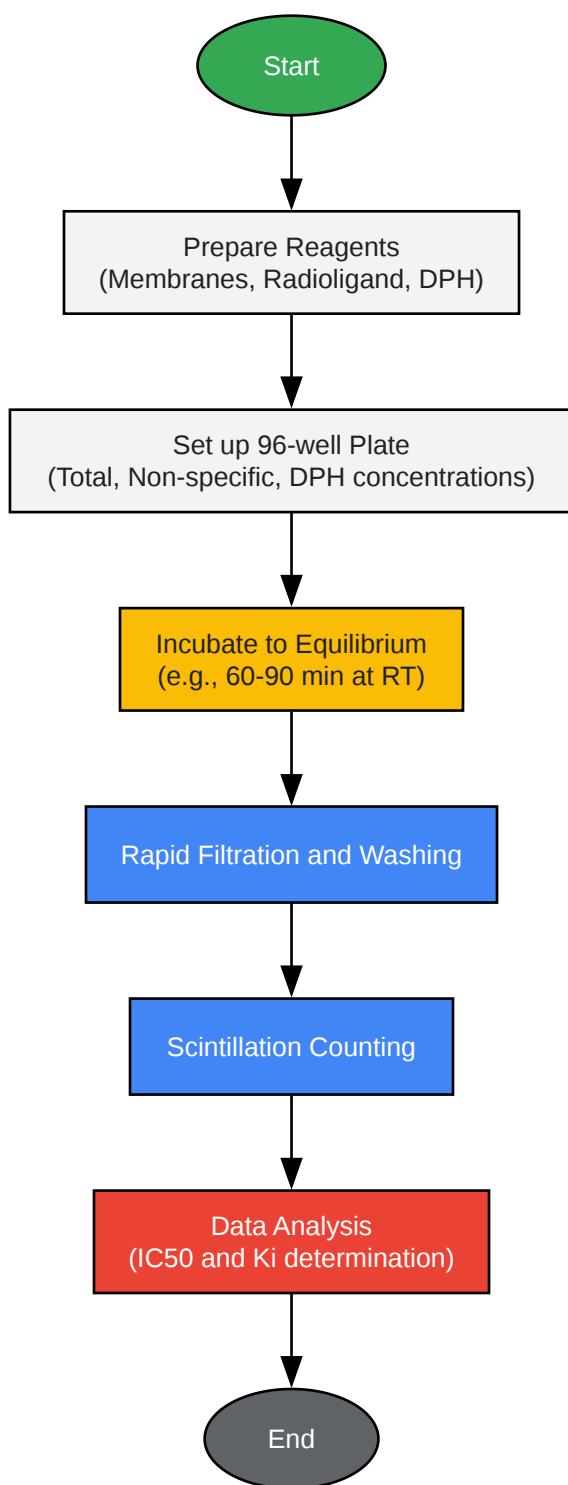 Start
Prepare Reagents
(Membranes, Radioligand, DPH)
Set up 96-well Plate
(Total, Non-specific, DPH concentrations)
Incubate to Equilibrium
(e.g., 60-90 min at RT)
Rapid Filtration and Washing
Scintillation Counting
Data Analysis
(IC50 and Ki determination)
End